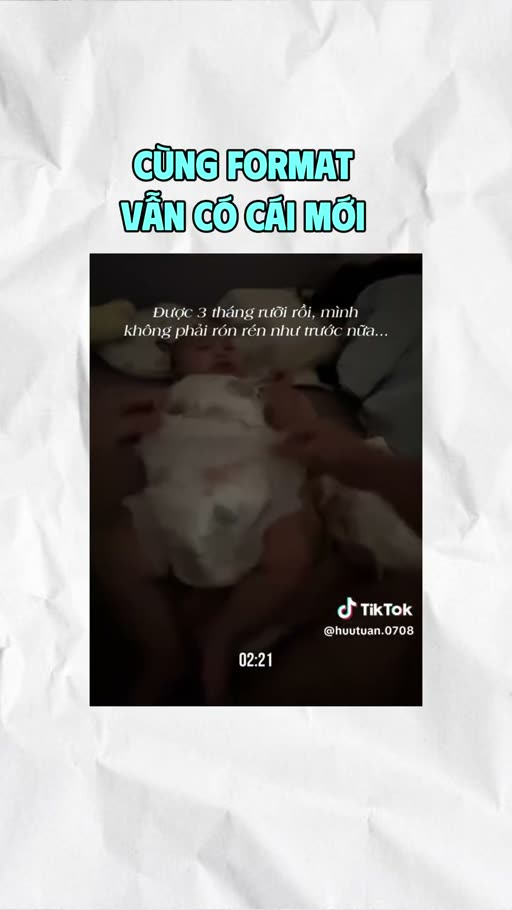 CÙNG FORMAT
VẪN CÓ CÁI MỚI
Được 3 tháng rưỡi rồi, mình
không phải rón rén như trước nữa...
TikTok
@huutuan.0708
02:21